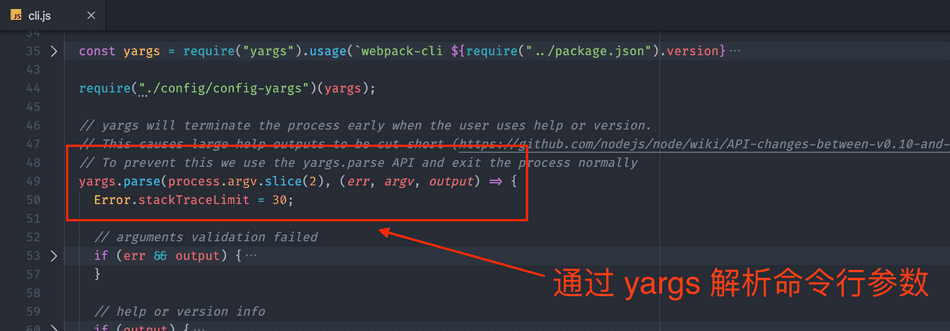 JS cli.js ×
34
35 > const yargs = require("yargs").usage(`webpack-cli ${require("../package.json").version}…
43
44 require("./config/config-yargs")(yargs);
45
46 // yargs will terminate the process early when the user uses help or version.
47 // This causes large help outputs to be cut short (https://github.com/nodejs/node/wiki/API-changes-between-v0.10-and-
48 // To prevent this we use the yargs.parse API and exit the process normally
49 yargs.parse(process.argv.slice(2), (err, argv, output) => {
50 Error.stackTraceLimit = 30;
51
52 // arguments validation failed
53 > if (err && output) {…
57 }
58
59 // help or version info
60 > if (output) {…
通过 yargs 解析命令行参数